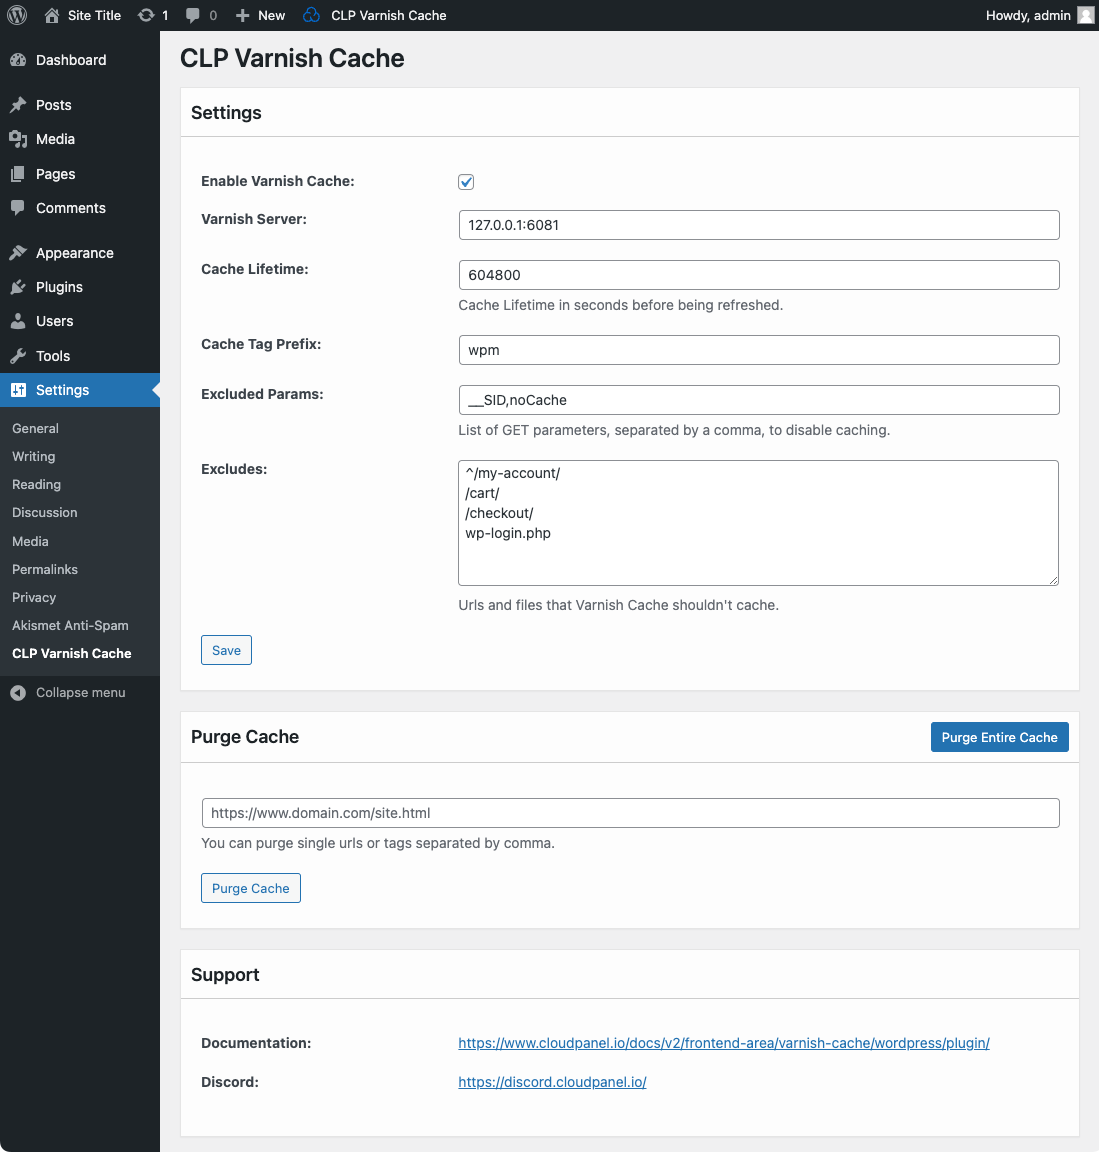 Site Title 1 0 New CLP Varnish Cache Howdy, admin
Dashboard
Posts
Media
Pages
Comments
Appearance
Plugins
Users
Tools
Settings
General
Writing
Reading
Discussion
Media
Permalinks
Privacy
Akismet Anti-Spam
CLP Varnish Cache
Collapse menu
CLP Varnish Cache
Settings
Enable Varnish Cache:
Varnish Server:
127.0.0.1:6081
Cache Lifetime:
604800
Cache Lifetime in seconds before being refreshed.
Cache Tag Prefix:
wpm
Excluded Params:
__SID,noCache
List of GET parameters, separated by a comma, to disable caching.
Excludes:
^/my-account/
/cart/
/checkout/
wp-login.php
Urls and files that Varnish Cache shouldn't cache.
Save
Purge Cache
Purge Entire Cache
https://www.domain.com/site.html
You can purge single urls or tags separated by comma.
Purge Cache
Support
Documentation:
https://www.cloudpanel.io/docs/v2/frontend-area/varnish-cache/wordpress/plugin/
Discord:
https://discord.cloudpanel.io/